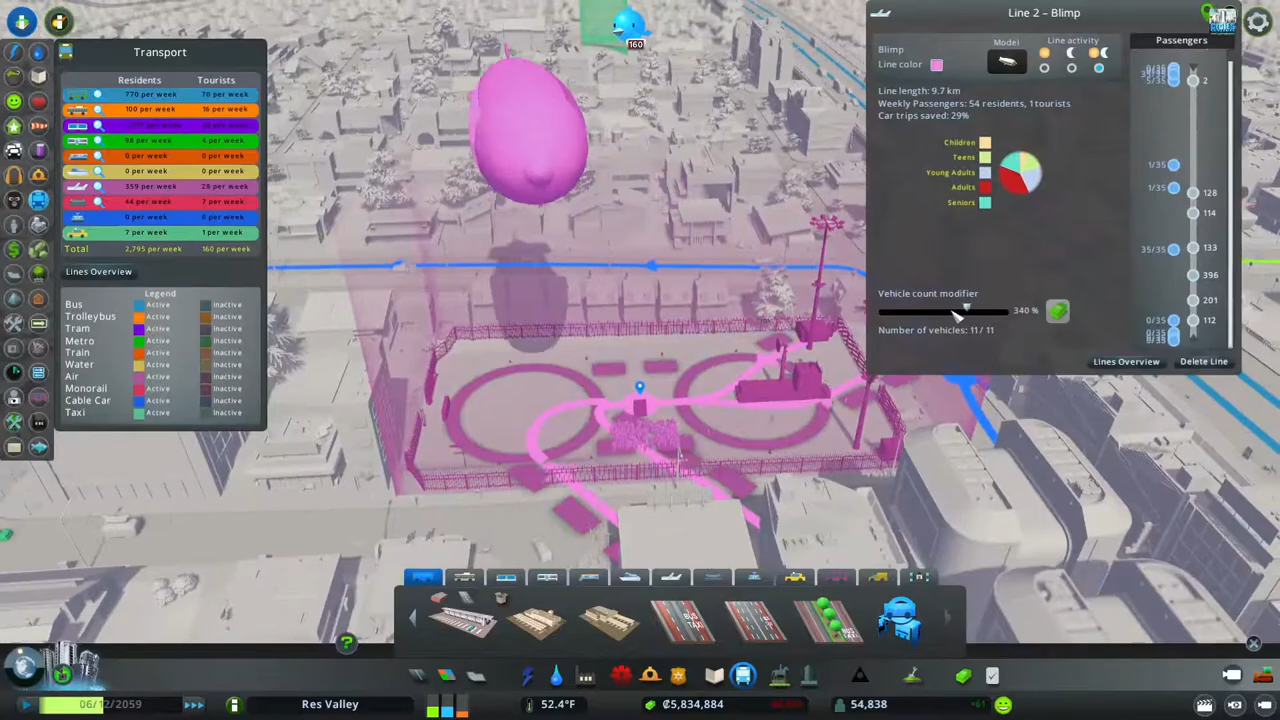 Transport
Residents Tourists
770 per week 70 per week
100 per week 16 per week
98 per week 4 per week
0 per week 0 per week
0 per week 0 per week
359 per week 28 per week
44 per week 7 per week
0 per week 0 per week
7 per week 1 per week
Total 2,795 per week 160 per week
Lines Overview
Legend
Bus Active Inactive
Trolleybus Active Inactive
Tram Active Inactive
Metro Active Inactive
Train Active Inactive
Water Active Inactive
Air Active Inactive
Monorail Active Inactive
Cable Car Active Inactive
Taxi Active Inactive
160
Line 2 – Blimp
Blimp
Line color
Model
Line activity
Line length: 9.7 km
Weekly Passengers: 54 residents, 1tourists
Car trips saved: 29%
Children
Teens
Young Adults
Adults
Seniors
Vehicle count modifier
340 %
Number of vehicles: 11/ 11
Lines Overview
Delete Line
Passengers
2
1/35
1/35 128
114
35/35 133
396
201
0/35 112
BUS TAXI
?
06/12/2059
Res Valley
52.4°F
₡5,834,884
54,838
+61